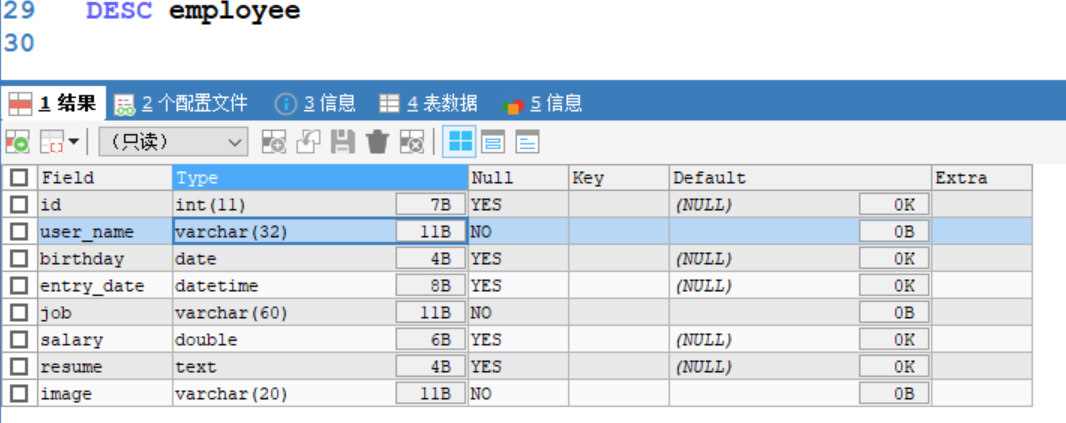 29 DESC employee
30
1 结果 2 个配置文件 3 信息 4 表数据 5 信息
(只读)
Field Type Null Key Default Extra
id int(11) 7B YES (NULL) 0K
user_name varchar(32) 11B NO 0B
birthday date 4B YES (NULL) 0K
entry_date datetime 8B YES (NULL) 0K
job varchar(60) 11B NO 0B
salary double 6B YES (NULL) 0K
resume text 4B YES (NULL) 0K
image varchar(20) 11B NO 0B